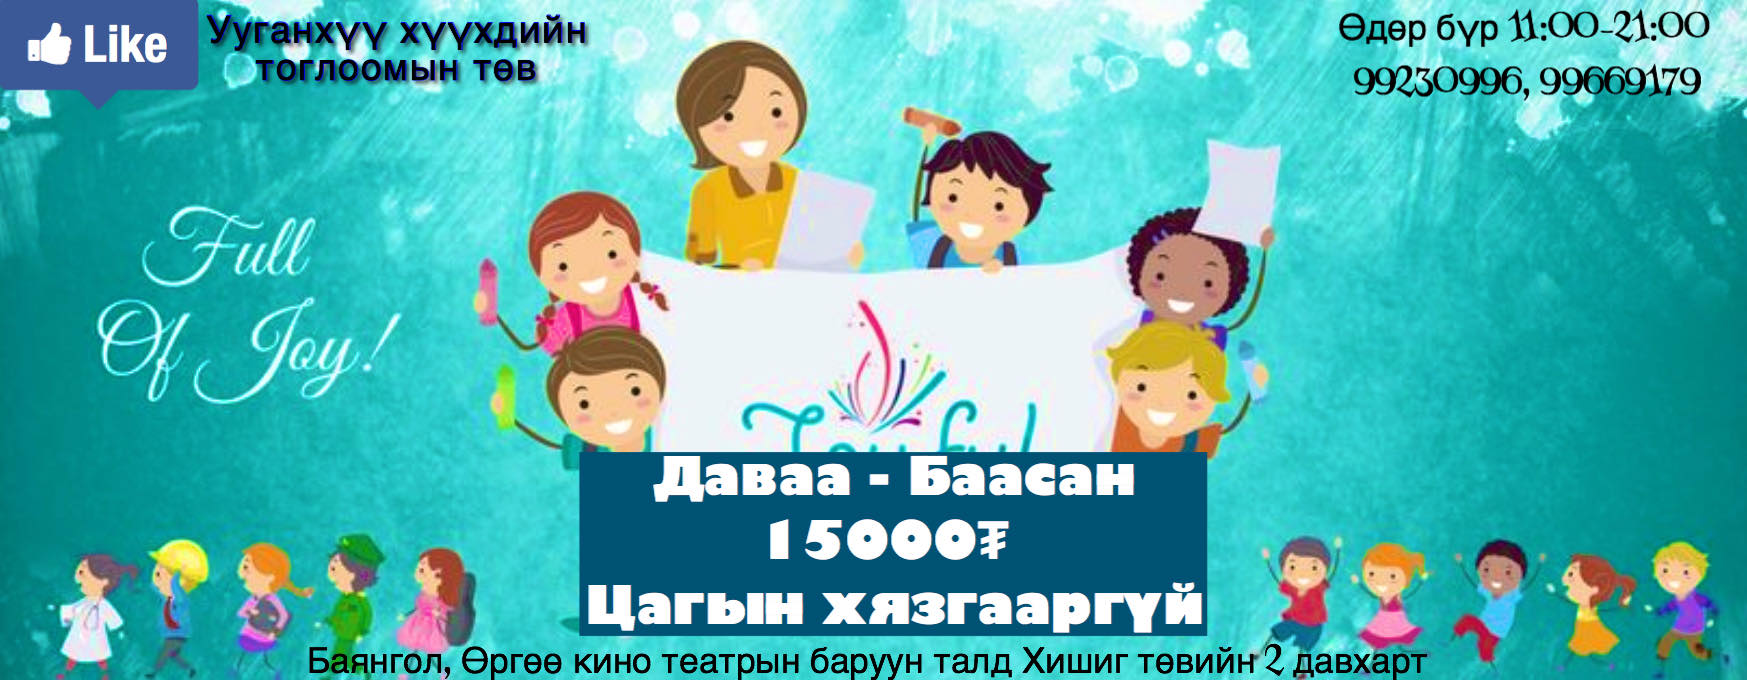 Like
Ууганхүү хүүхдийн
тоглоомын төв
Өдөр бүр 11:00-21:00
99230996, 99669179
Full
Of Joy!
Даваа - Баасан
15000₮
Цагын хязгааргүй
Баянгол, Өргөө кино театрын баруун талд Хишиг төвийн 2 давхарт